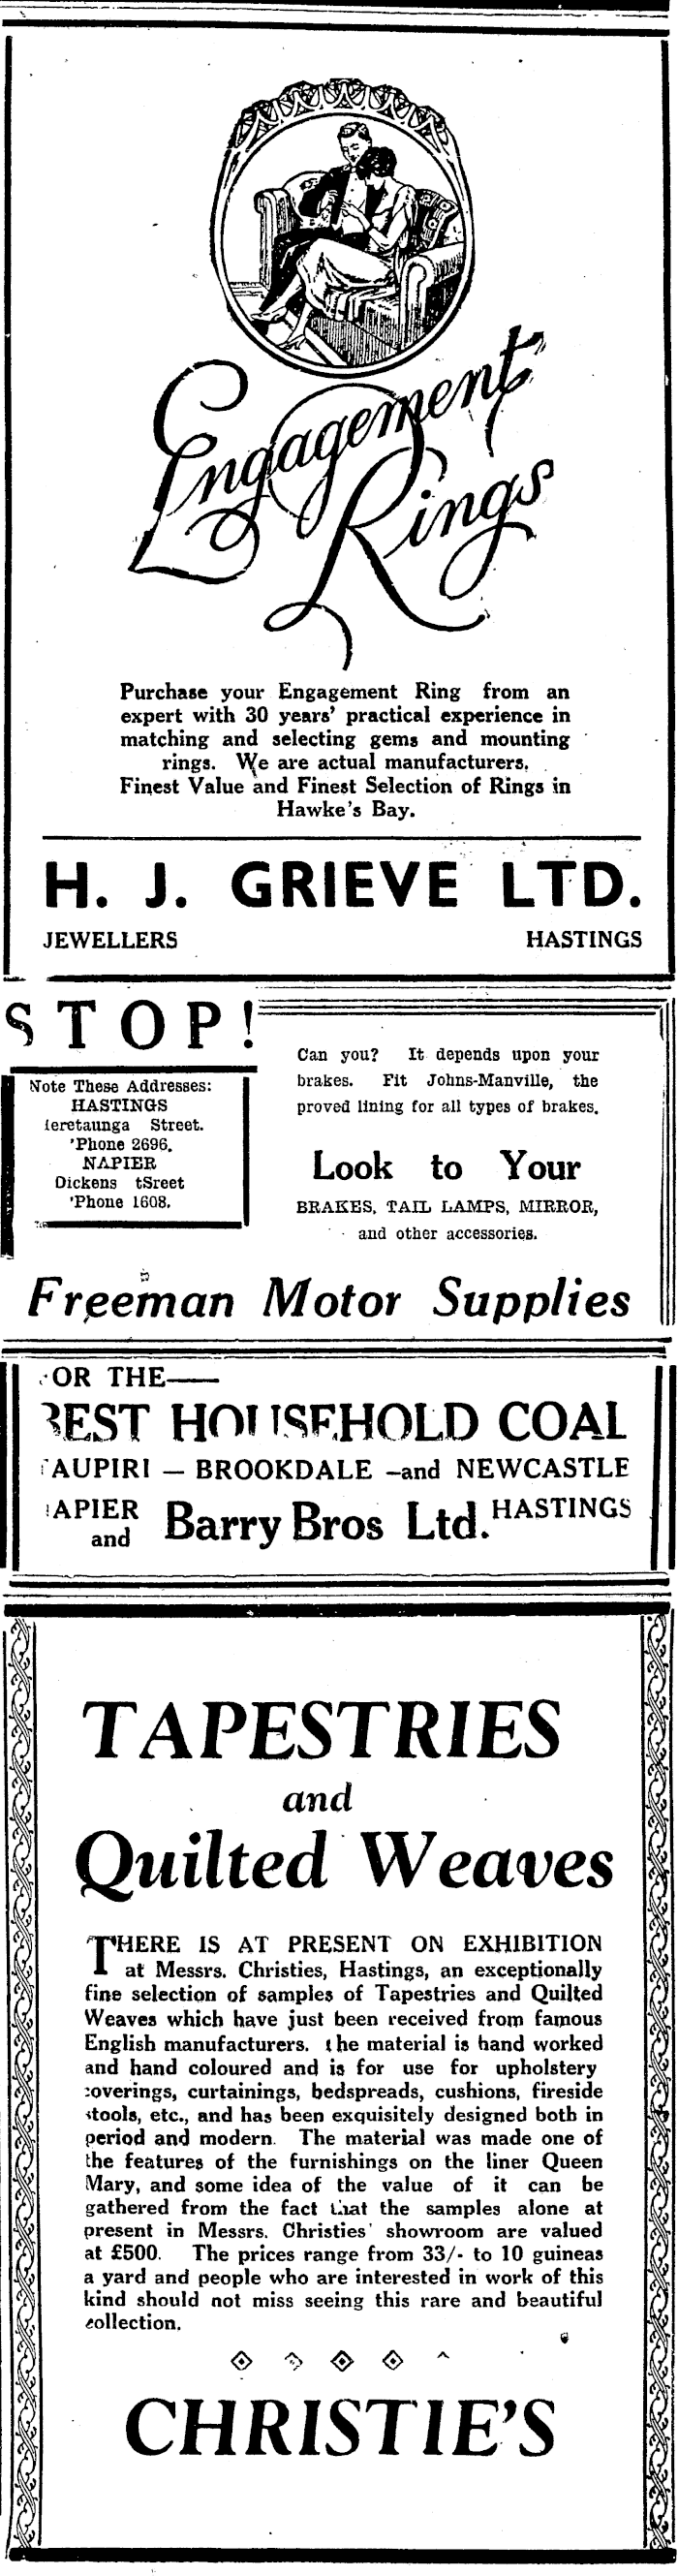 Engagement
Rings
Purchase your Engagement Ring from an
expert with 30 years' practical experience in
matching and selecting gems and mounting
rings. We are actual manufacturers.
Finest Value and Finest Selection of Rings in
Hawke's Bay.
H. J. GRIEVE LTD.
JEWELLERS HASTINGS
STOP!
Note These Addresses:
HASTINGS
ieretaunga Street.
'Phone 2696.
NAPIER
Dickens tSreet
'Phone 1608.
Can you? It depends upon your
brakes. Fit Johns-Manville, the
proved lining for all types of brakes.
Look to Your
BRAKES, TAIL LAMPS, MIRROR,
and other accessories.
Freeman Motor Supplies
OR THE—
BEST HOUSEHOLD COAL
TAUPIRI — BROOKDALE —and NEWCASTLE
NAPIER and Barry Bros Ltd. HASTINGS
TAPESTRIES
and
Quilted Weaves
THERE IS AT PRESENT ON EXHIBITION
at Messrs. Christies, Hastings, an exceptionally
fine selection of samples of Tapestries and Quilted
Weaves which have just been received from famous
English manufacturers. the material is hand worked
and hand coloured and is for use for upholstery
coverings, curtainings, bedspreads, cushions, fireside
stools, etc., and has been exquisitely designed both in
period and modern. The material was made one of
the features of the furnishings on the liner Queen
Mary, and some idea of the value of it can be
gathered from the fact that the samples alone at
present in Messrs. Christies' showroom are valued
at £500. The prices range from 33/- to 10 guineas
a yard and people who are interested in work of this
kind should not miss seeing this rare and beautiful
collection.
CHRISTIE'S